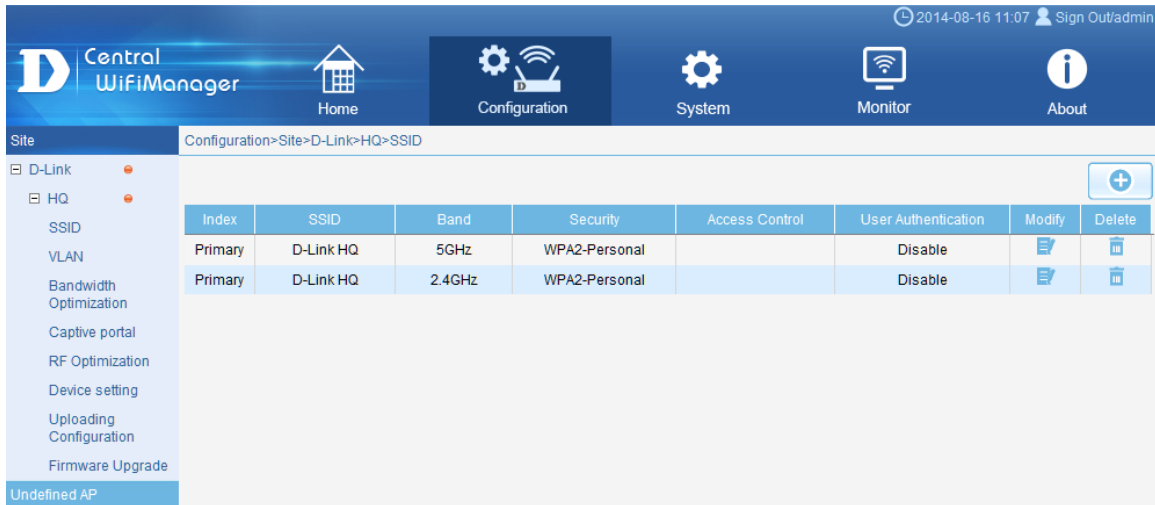 2014-08-16 11:07 Sign Out/admin
D Central
WiFiManager
Home
Configuration
System
Monitor
About
Site
Configuration>Site>D-Link>HQ>SSID
D-Link
HQ
SSID
VLAN
Bandwidth
Optimization
Captive portal
RF Optimization
Device setting
Uploading
Configuration
Firmware Upgrade
Undefined AP
Index SSID Band Security Access Control User Authentication Modify Delete
Primary D-Link HQ 5GHz WPA2-Personal Disable
Primary D-Link HQ 2.4GHz WPA2-Personal Disable